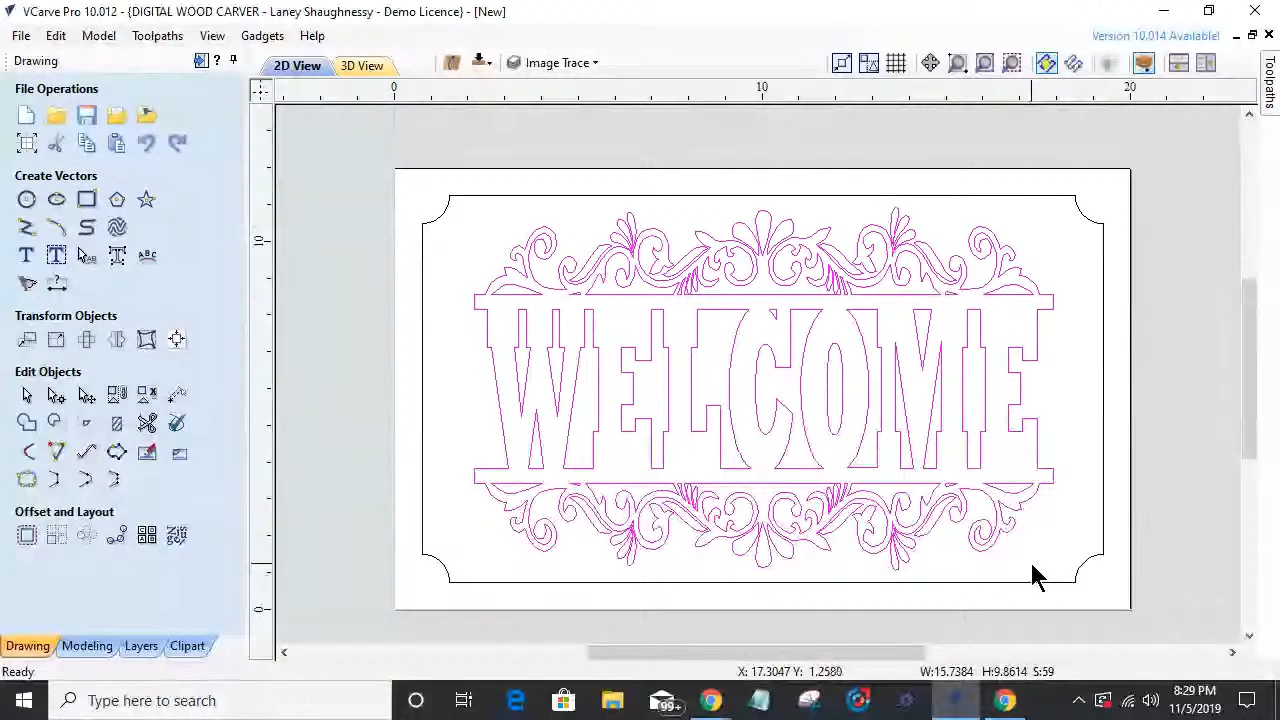 VCarve Pro 10.012 - {DIGITAL WOOD CARVER - Laney Shaughnessy - Demo Licence} - [New]
File Edit Model Toolpaths View Gadgets Help
Version 10.014 Available!
Drawing
2D View
3D View
Image Trace
Toolpaths
File Operations
0 10 20
Create Vectors
10
WELCOME
Transform Objects
Edit Objects
Offset and Layout
0
Drawing
Modeling
Layers
Clipart
Ready
X: 17.3047 Y: 1.2580
W:15.7384 H:9.8614 S:59
Type here to search
99+
8:29 PM
11/5/2019